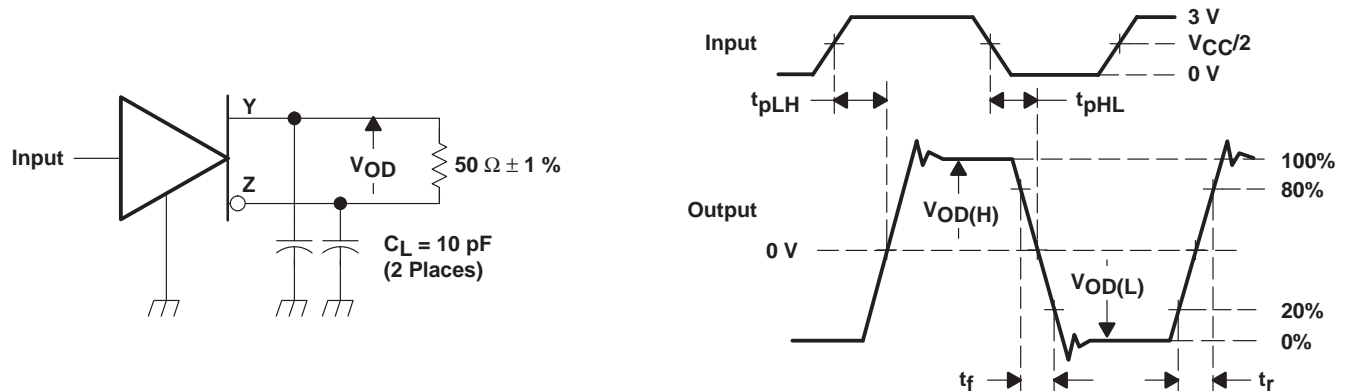 Input
Y
Z
VOD
50 Ω ± 1 %
CL = 10 pF
(2 Places)
Input
3 V
VCC/2
0 V
tpLH
tpHL
Output
0 V
VOD(H)
VOD(L)
100%
80%
20%
0%
tf
tr